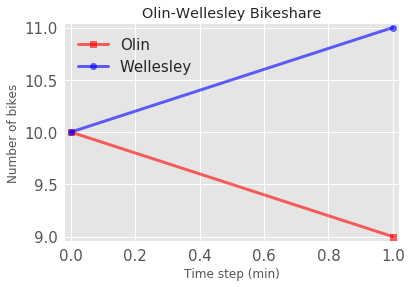 Olin-Wellesley Bikeshare
Number of bikes
11.0
10.5
10.0
9.5
9.0
Olin
Wellesley
0.0 0.2 0.4 0.6 0.8 1.0
Time step (min)